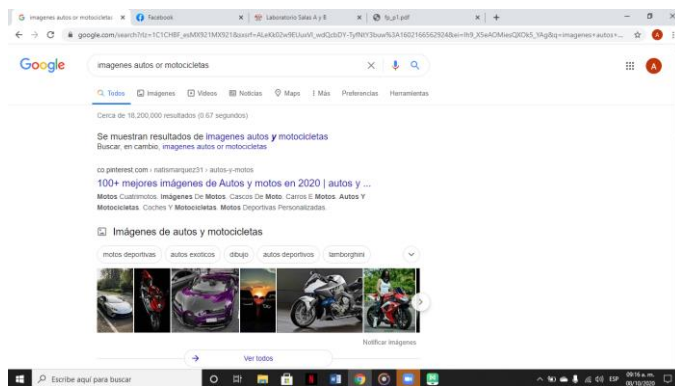 imagenes autos or motocicletas
Facebook
Laboratorio Salas A y B
fp_p1.pdf
Google
imagenes autos or motocicletas
A
Todos
Imágenes
Videos
Noticias
Maps
Más
Preferencias
Herramientas
Cerca de 18,200,000 resultados (0.67 segundos)
Se muestran resultados de imagenes autos y motocicletas
Buscar, en cambio, imagenes autos or motocicletas
co.pinterest.com › natismarquez31 › autos-y-motos
100+ mejores imágenes de Autos y motos en 2020 | autos y ...
Motos Cuatrimotos. Imágenes De Motos. Cascos De Moto. Carros E Motos. Autos Y
Motocicletas. Coches Y Motocicletas. Motos Deportivas Personalizadas.
Imágenes de autos y motocicletas
motos deportivas
autos exoticos
dibujo
autos deportivos
lamborghini
Notificar imágenes
Ver todos
Escribe aquí para buscar
ESP
09:16 a. m.
08/10/2020